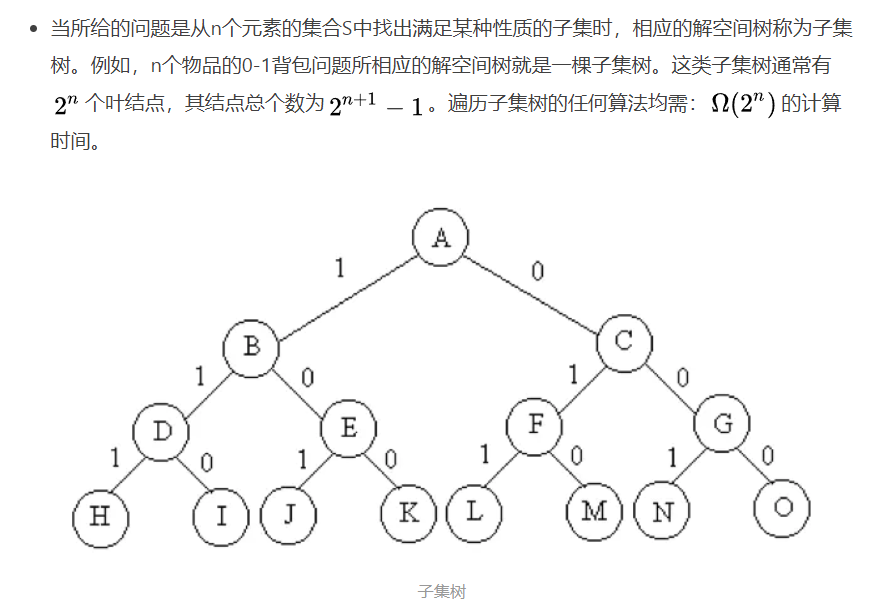 当所给的问题是从n个元素的集合S中找出满足某种性质的子集时，相应的解空间树称为子集
树。例如，n个物品的0-1背包问题所相应的解空间树就是一棵子集树。这类子集树通常有
2^n 个叶结点，其结点总个数为 2^{n+1} − 1 。遍历子集树的任何算法均需：Ω(2^n) 的计算
时间。
A
1 0
B C
1 0 1 0
D E F G
1 0 1 0 1 0 1 0
H I J K L M N O
子集树